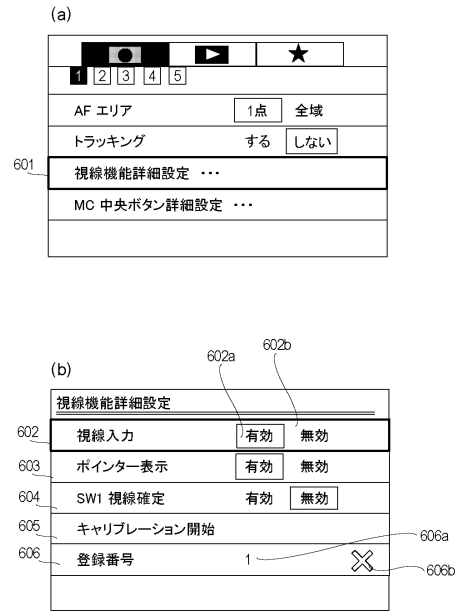 (a)
1 2 3 4 5
AF エリア 1点 全域
トラッキング する しない
601
視線機能詳細設定 ･･･
MC 中央ボタン詳細設定 ･･･
(b)
602a 602b
視線機能詳細設定
602 視線入力 有効 無効
603 ポインター表示 有効 無効
604 SW1 視線確定 有効 無効
605 キャリブレーション開始
606a
606 登録番号 1
606b